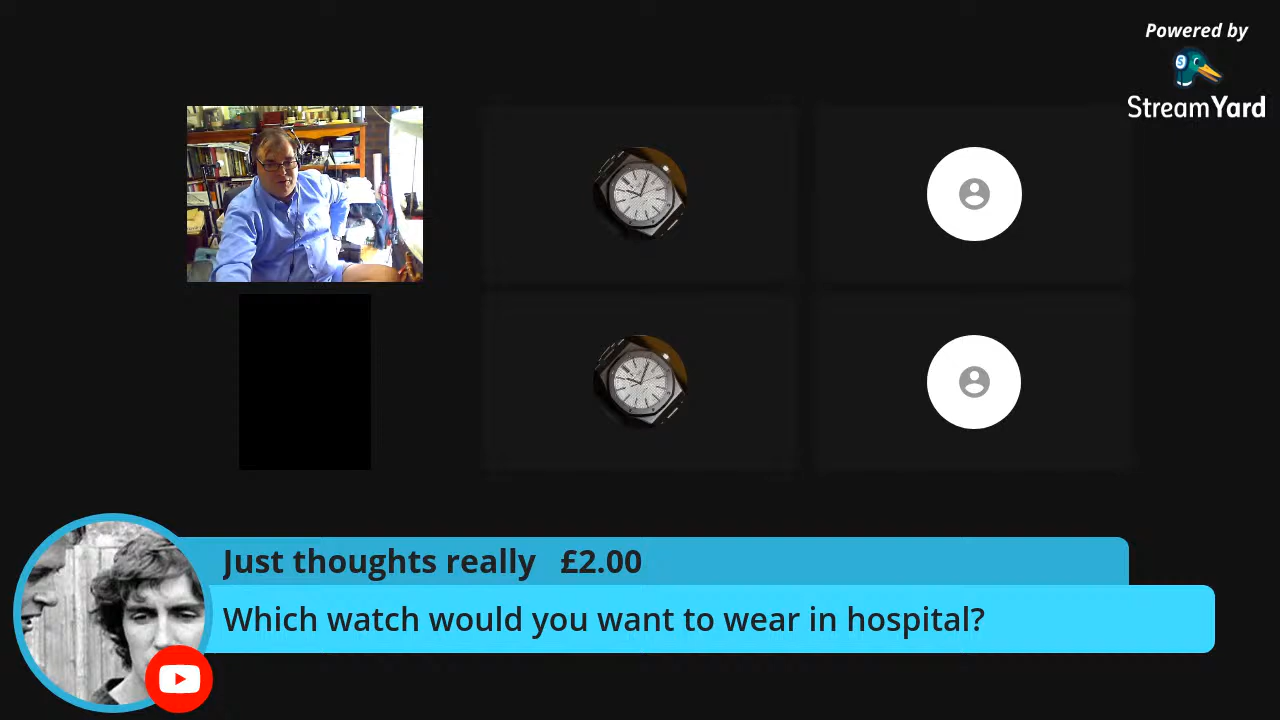 Powered by
StreamYard
Just thoughts really £2.00
Which watch would you want to wear in hospital?